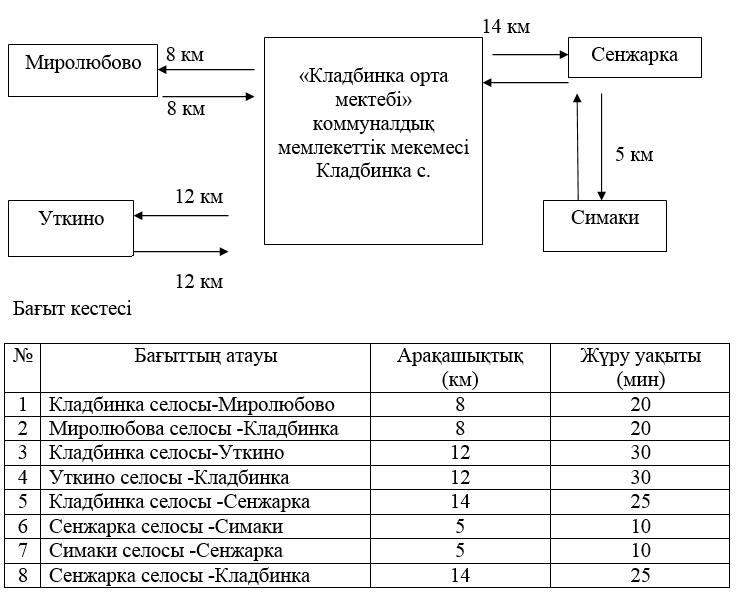 14 км
Миролюбово
8 км
8 км
«Кладбинка орта
мектебі»
коммуналдық
мемлекеттік мекемесі
Кладбинка с.
Сенжарка
5 км
Уткино
12 км
12 км
Симаки
Бағыт кестесі
№ Бағыттың атауы Арақашықтық (км) Жүру уақыты (мин)
1 Кладбинка селосы-Миролюбово 8 20
2 Миролюбова селосы -Кладбинка 8 20
3 Кладбинка селосы-Уткино 12 30
4 Уткино селосы -Кладбинка 12 30
5 Кладбинка селосы -Сенжарка 14 25
6 Сенжарка селосы -Симаки 5 10
7 Симаки селосы -Сенжарка 5 10
8 Сенжарка селосы -Кладбинка 14 25